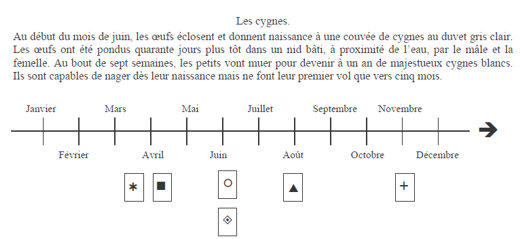 Les cygnes.
Au début du mois de juin, les œufs éclosent et donnent naissance à une couvée de cygnes au duvet gris clair.
Les œufs ont été pondus quarante jours plus tôt dans un nid bâti, à proximité de l'eau, par le mâle et la
femelle. Au bout de sept semaines, les petits vont muer pour devenir à un an de majestueux cygnes blancs.
Ils sont capables de nager dès leur naissance mais ne font leur premier vol que vers cinq mois.
Janvier Mars Mai Juillet Septembre Novembre
Février Avril Juin Août Octobre Décembre